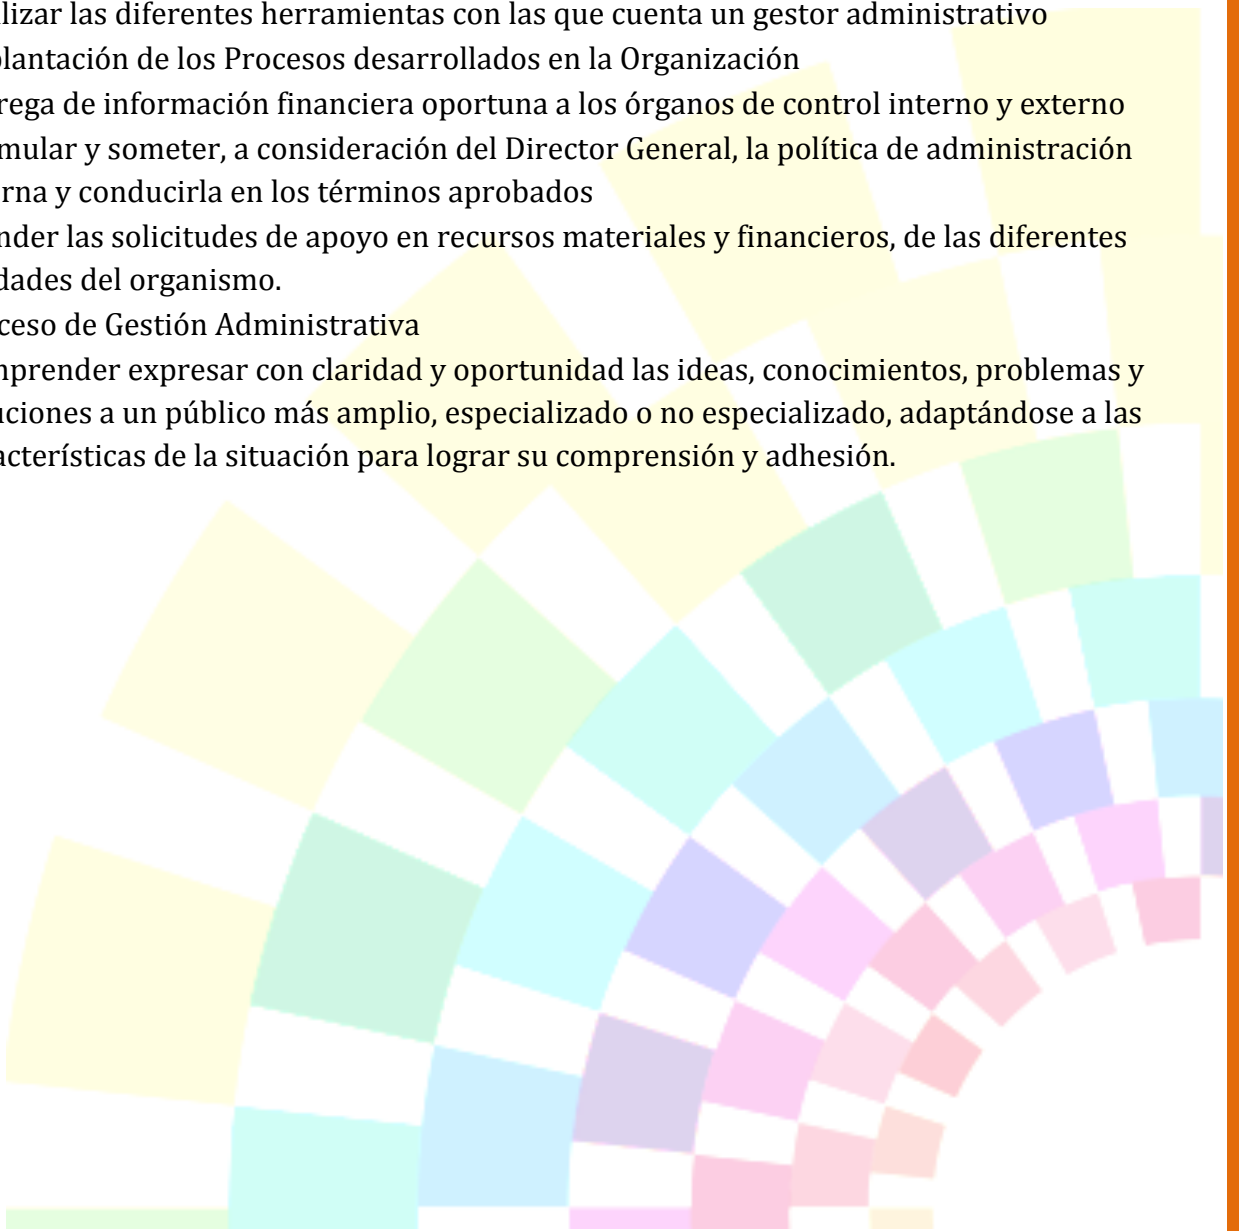 lizar las diferentes herramientas con las que cuenta un gestor administrativo
plantación de los Procesos desarrollados en la Organización
rega de información financiera oportuna a los órganos de control interno y externo
mular y someter, a consideración del Director General, la política de administración
erna y conducirla en los términos aprobados
nder las solicitudes de apoyo en recursos materiales y financieros, de las diferentes
dades del organismo.
ceso de Gestión Administrativa
mprender expresar con claridad y oportunidad las ideas, conocimientos, problemas y
uciones a un público más amplio, especializado o no especializado, adaptándose a las
acterísticas de la situación para lograr su comprensión y adhesión.